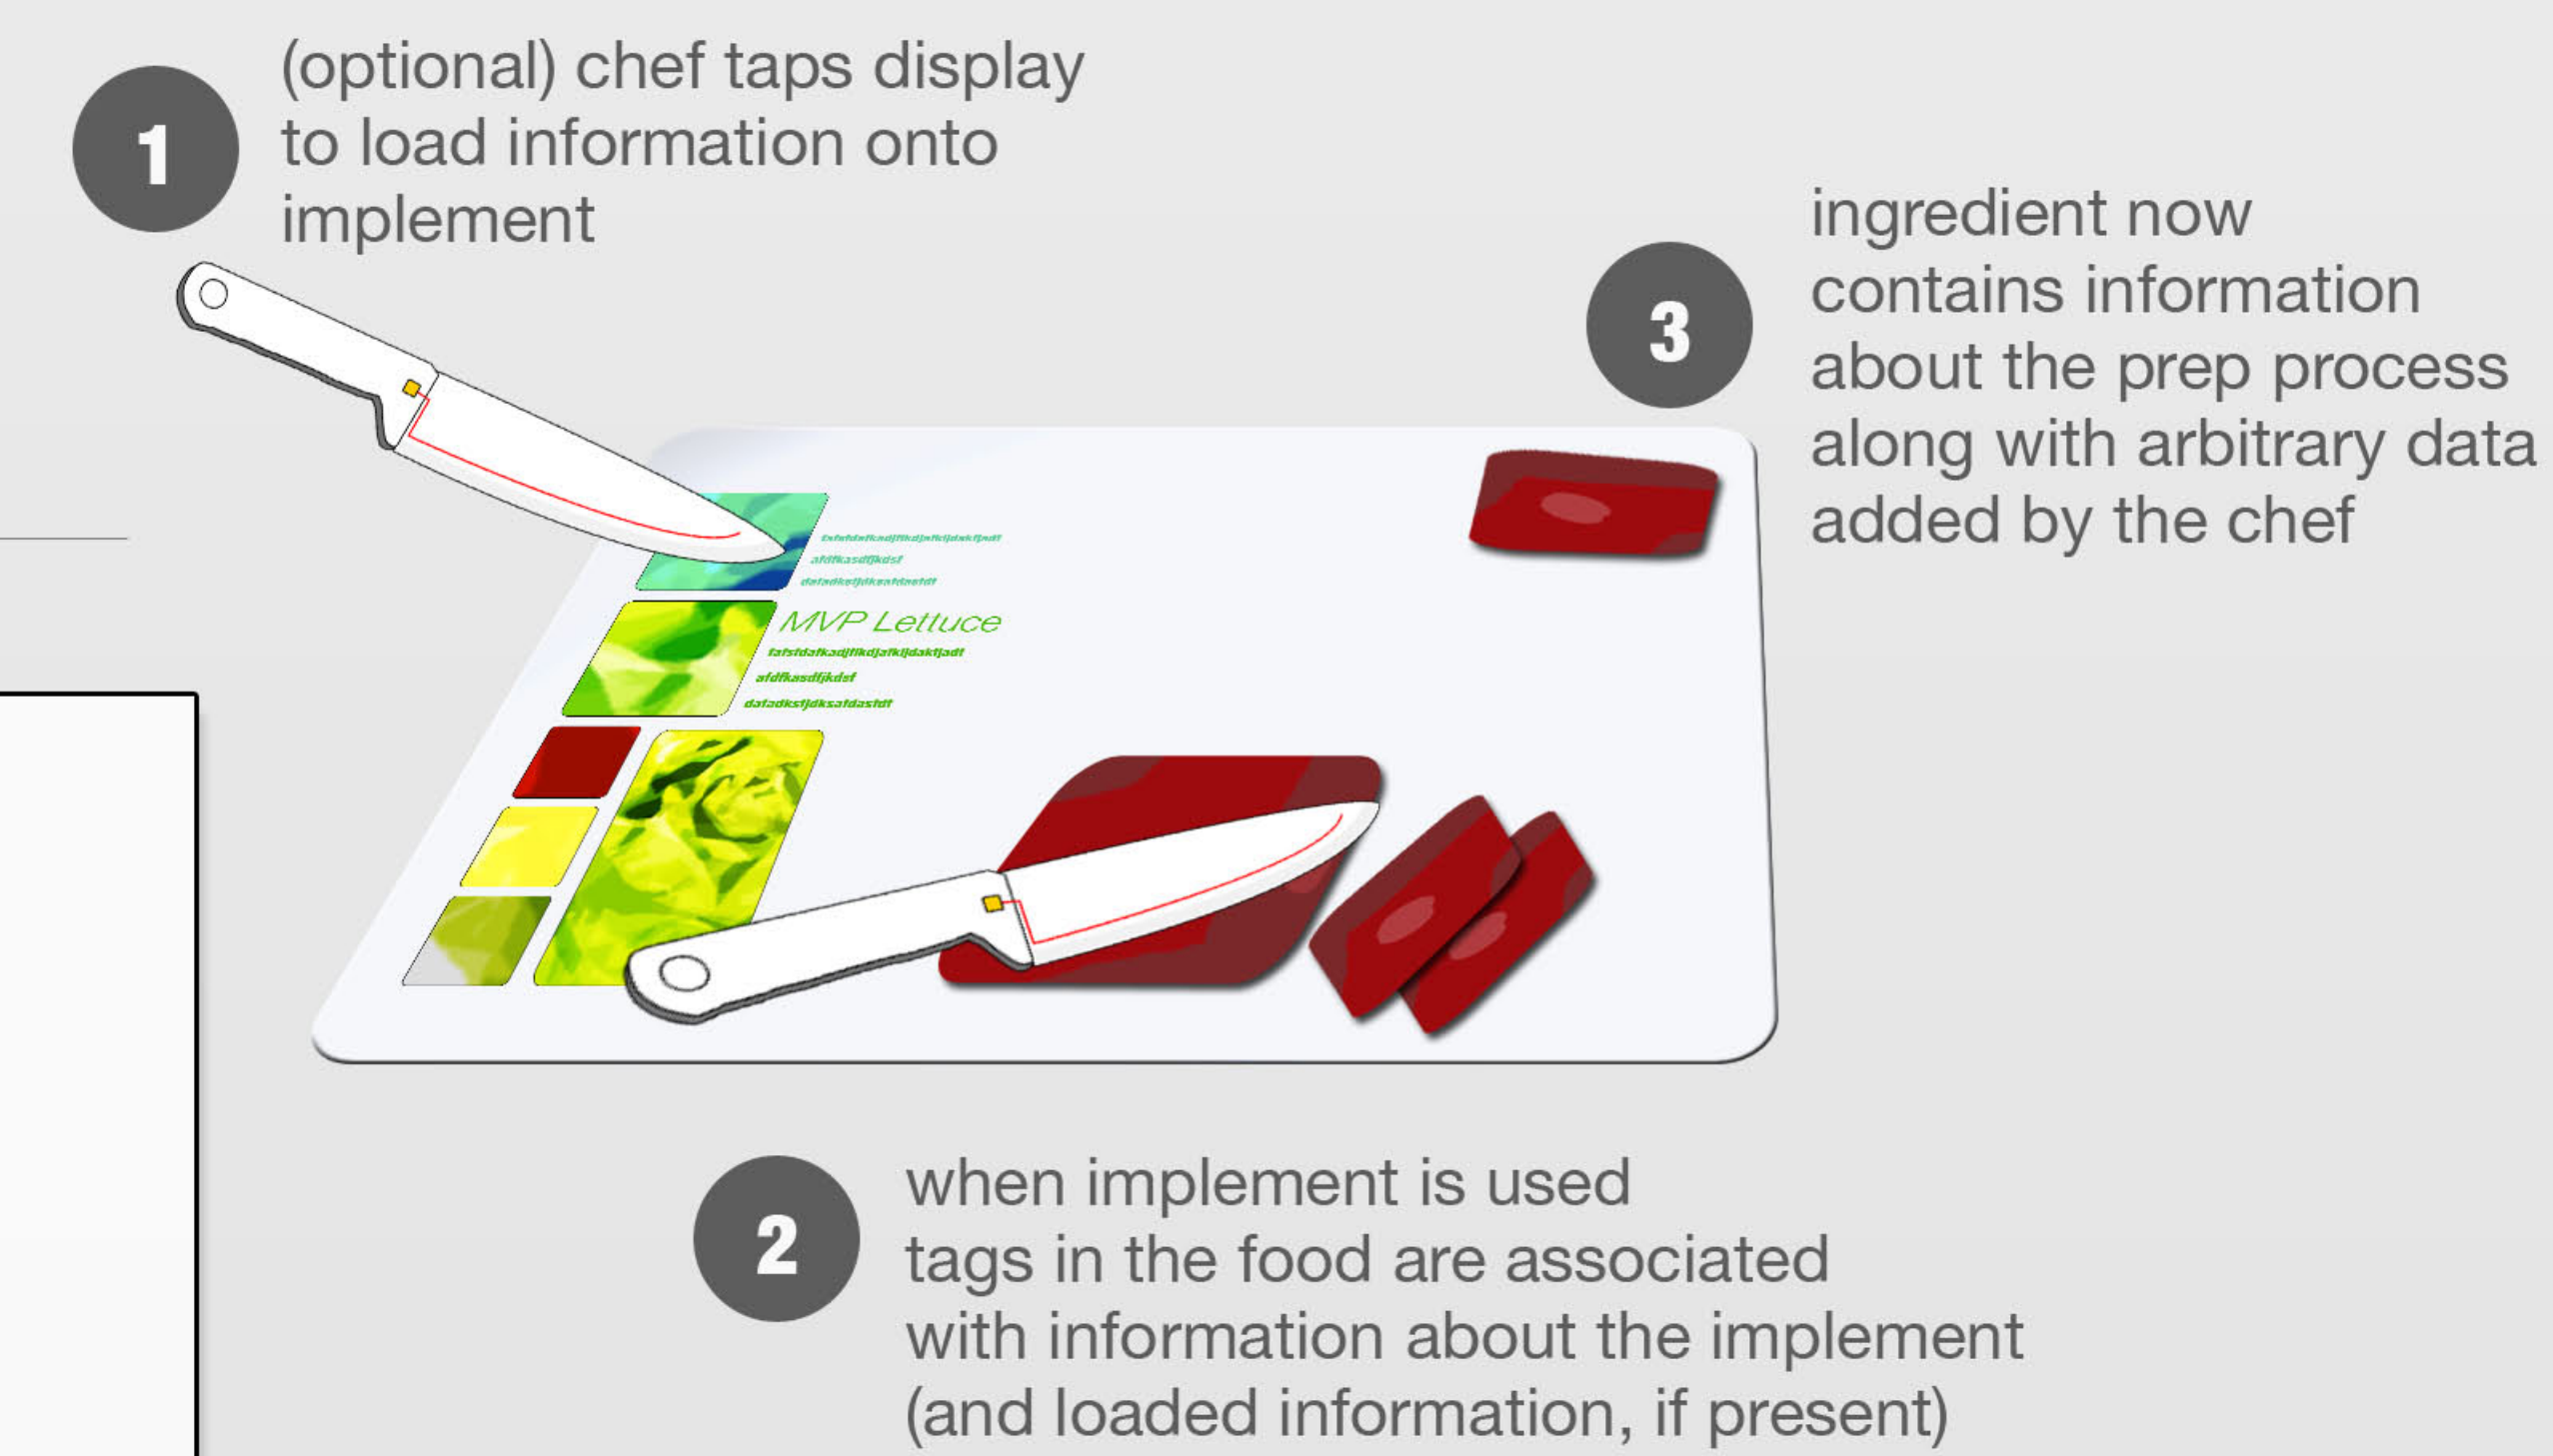 1
(optional) chef taps display
to load information onto
implement
3
ingredient now
contains information
about the prep process
along with arbitrary data
added by the chef
MVP Lettuce
2
when implement is used
tags in the food are associated
with information about the implement
(and loaded information, if present)